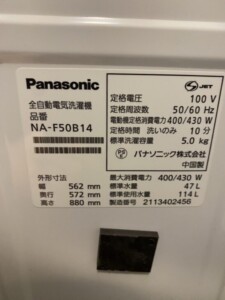 Panasonic
全自動電気洗濯機
品番
NA-F50B14
外形寸法
幅 562 mm
奥行 572 mm
高さ 880 mm
JET
定格電圧 100 V
定格周波数 50/60 Hz
電動機定格消費電力 400/430 W
定格時間 洗いのみ 10 分
標準洗濯容量 5.0 kg
パナソニック株式会社
中国製
最大消費電力 400/430 W
標準水量 47 L
標準使用水量 114 L
製造番号 2113402456